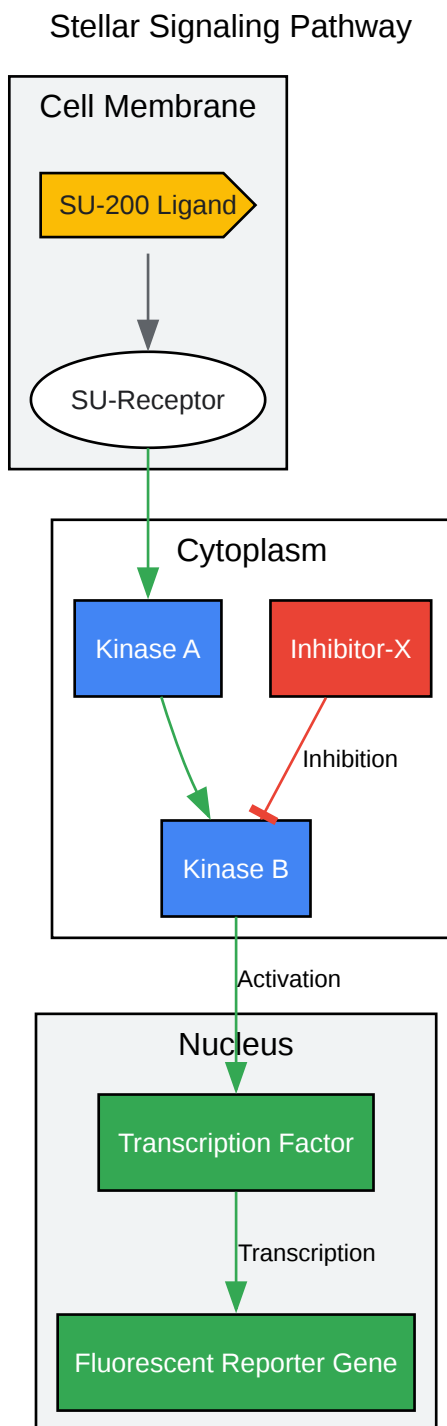 Stellar Signaling Pathway
Cell Membrane
SU-200 Ligand
SU-Receptor
Cytoplasm
Kinase A
Inhibitor-X
Inhibition
Kinase B
Activation
Nucleus
Transcription Factor
Transcription
Fluorescent Reporter Gene